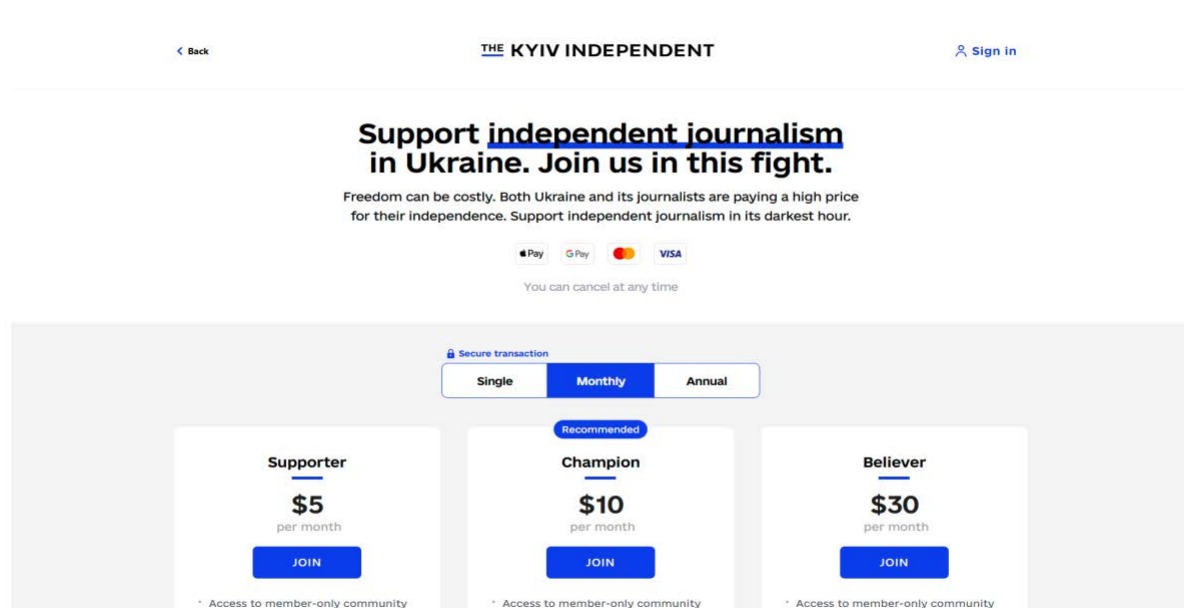 Back
THE KYIV INDEPENDENT
Sign in
Support independent journalism
in Ukraine. Join us in this fight.
Freedom can be costly. Both Ukraine and its journalists are paying a high price
for their independence. Support independent journalism in its darkest hour.
Pay
G Pay
VISA
You can cancel at any time
Secure transaction
Single
Monthly
Annual
Supporter
$5
per month
JOIN
Access to member-only community
Recommended
Champion
$10
per month
JOIN
Access to member-only community
Believer
$30
per month
JOIN
Access to member-only community